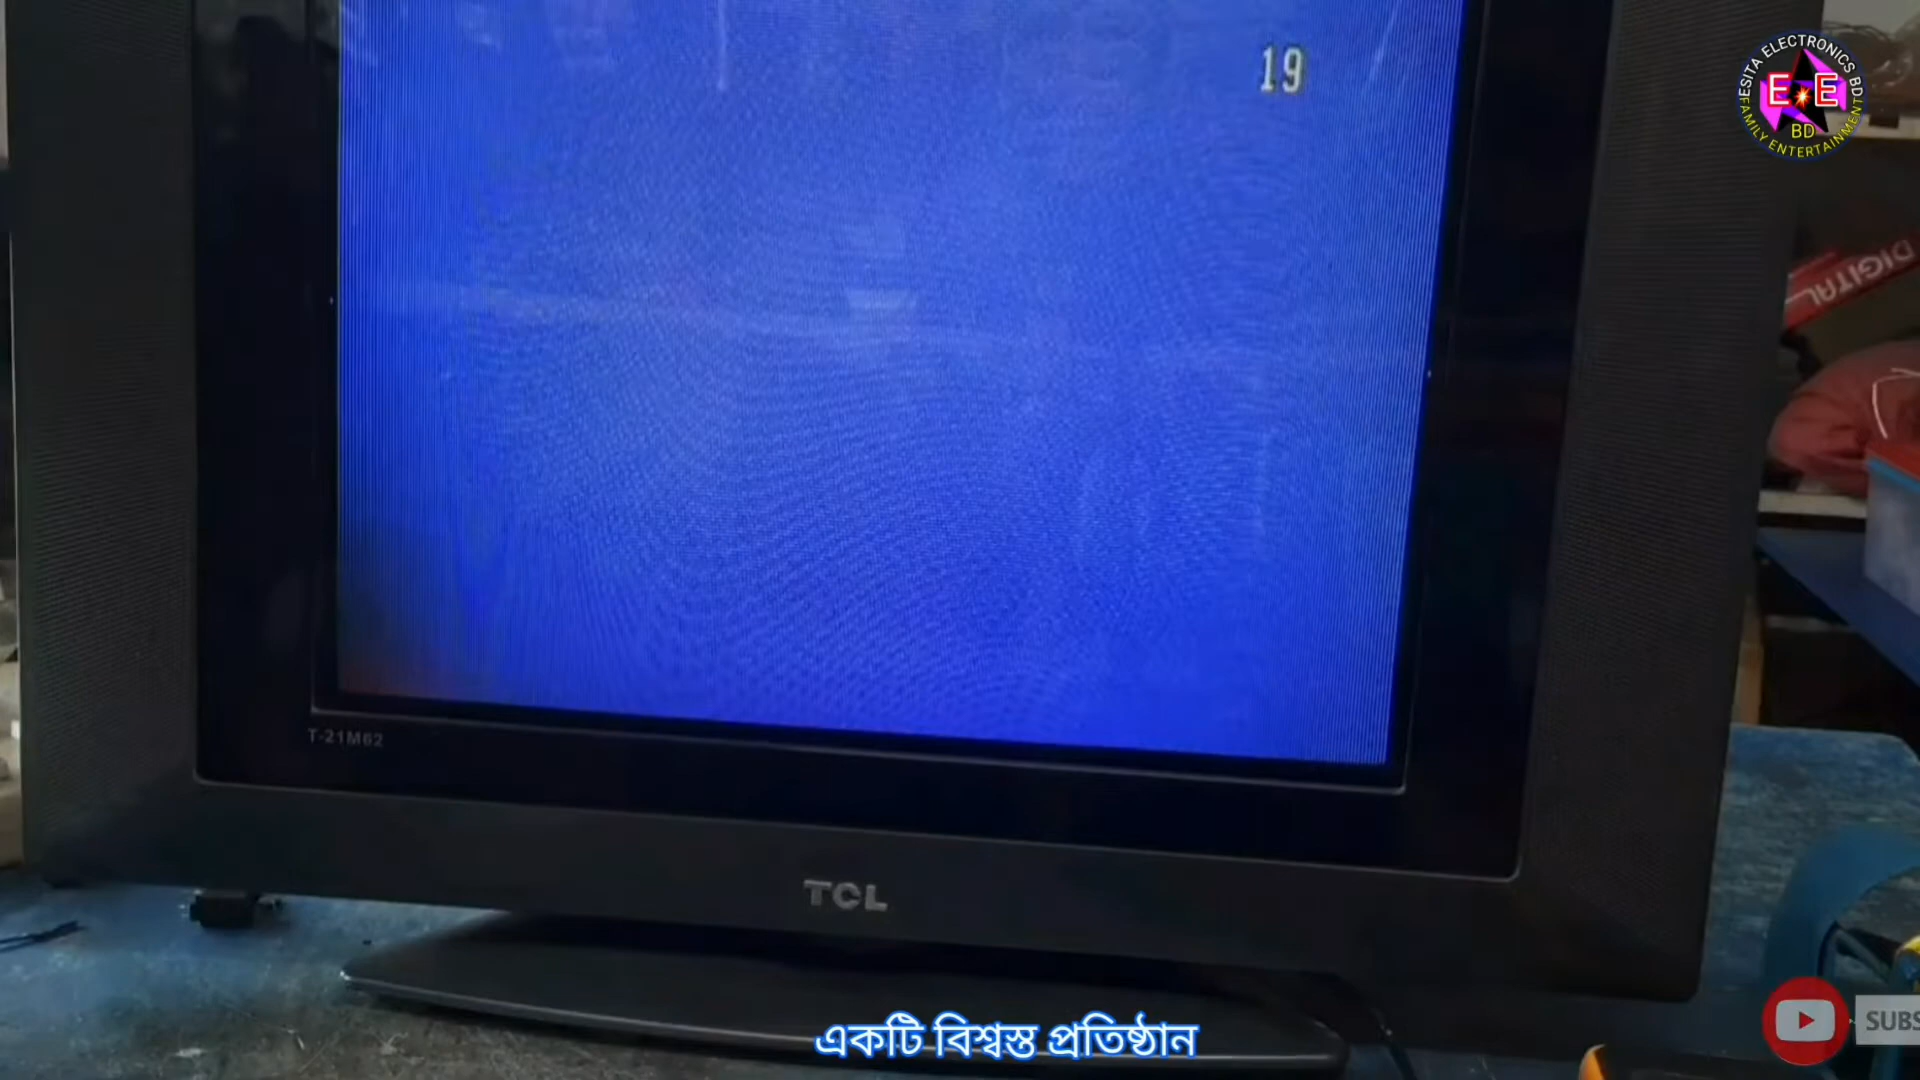 19
ESITA ELECTRONICS BD
E E
BD
FAMILY ENTERTAINMENT
DIGITAL
T-21M62
TCL
একটি বিশ্বস্ত প্রতিষ্ঠান
SUBS